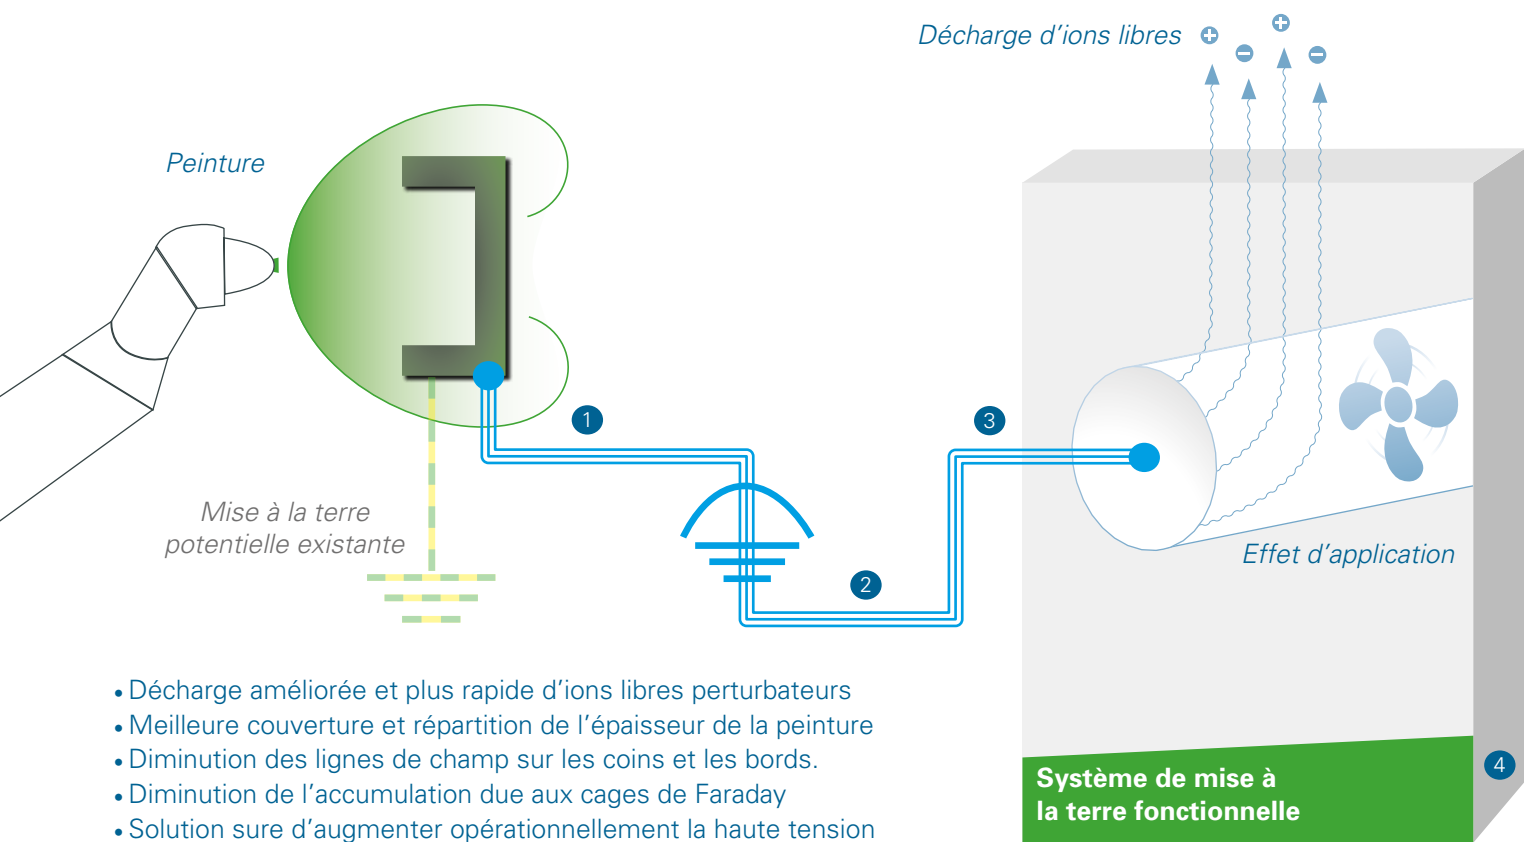 Décharge d'ions libres
Peinture
1
3
Mise à la terre
potentielle existante
Effet d'application
2
• Décharge améliorée et plus rapide d'ions libres perturbateurs
• Meilleure couverture et répartition de l'épaisseur de la peinture
• Diminution des lignes de champ sur les coins et les bords.
• Diminution de l'accumulation due aux cages de Faraday
• Solution sure d'augmenter opérationnellement la haute tension
Système de mise à
la terre fonctionnelle
4